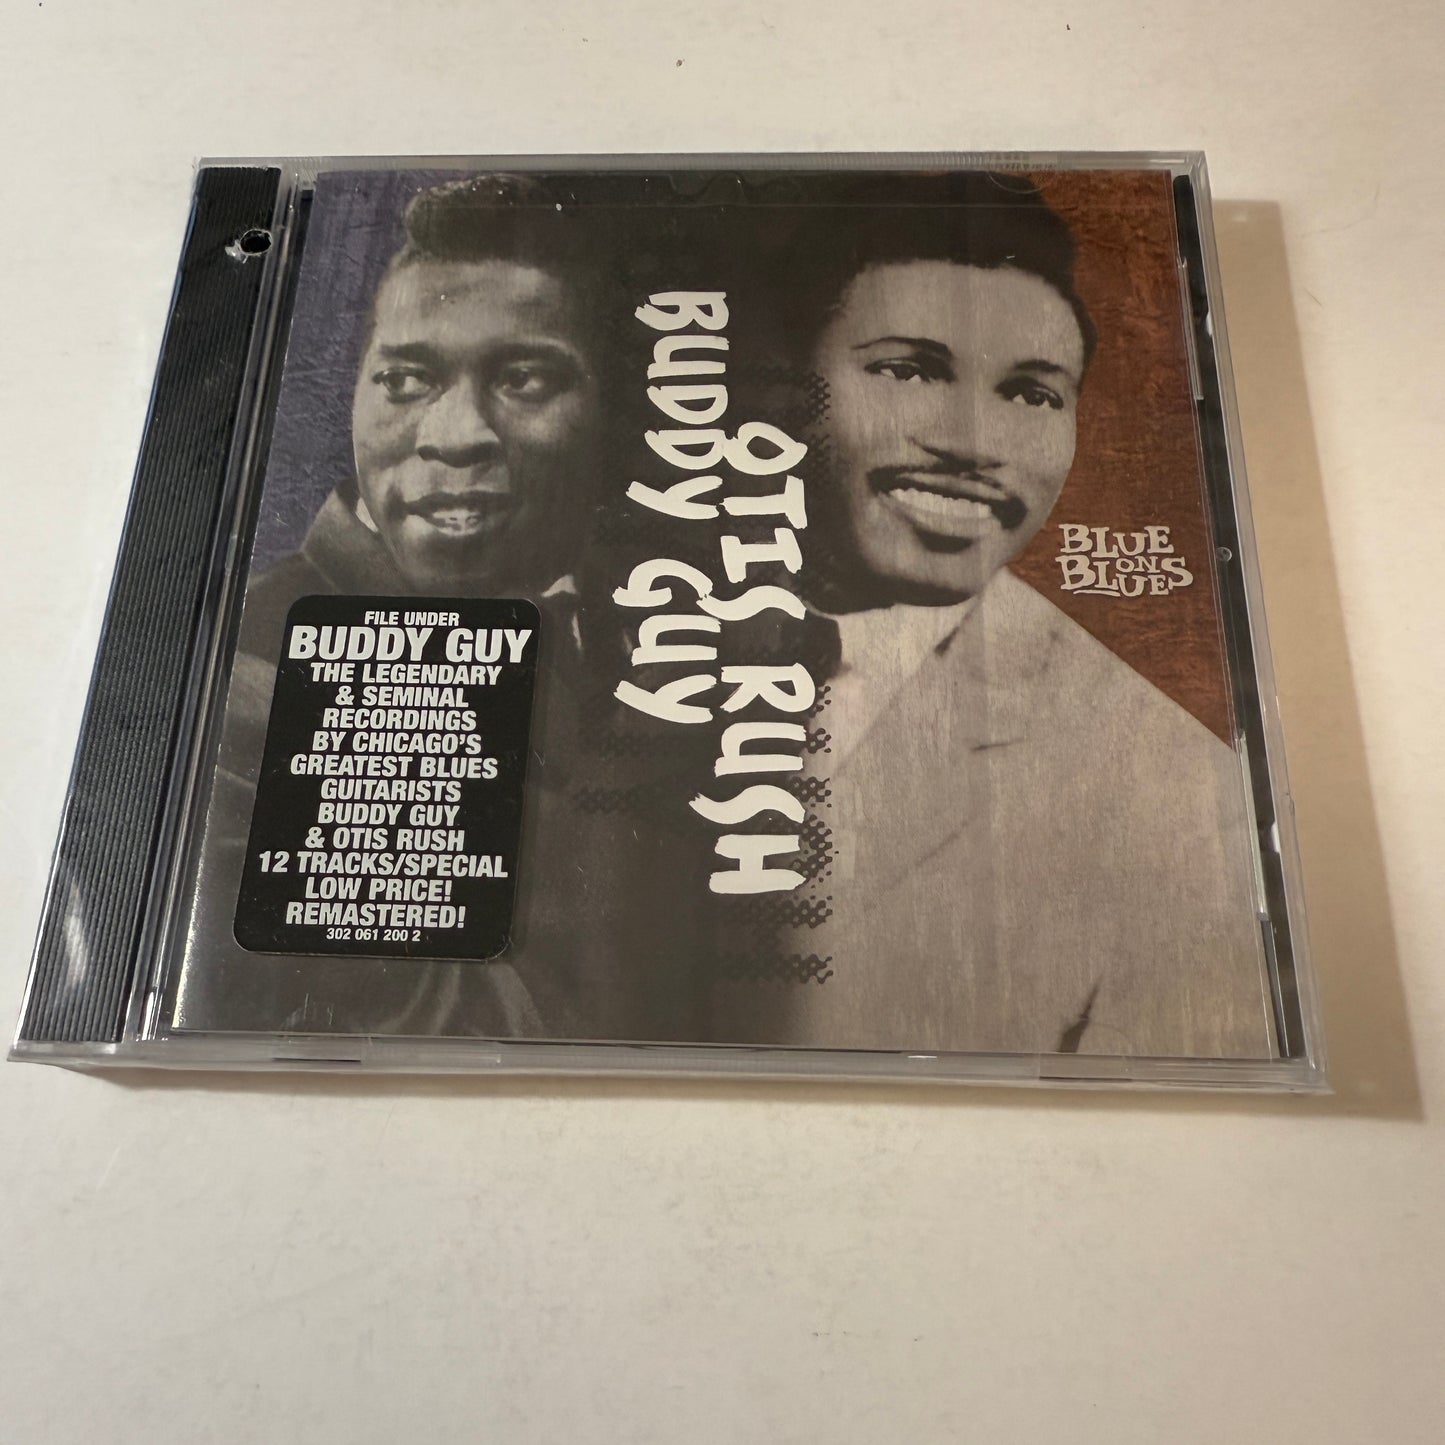 BUDDY GUY
OTIS RUSH
BLUE
ON
BLUES
FILE UNDER
BUDDY GUY
THE LEGENDARY
& SEMINAL
RECORDINGS
BY CHICAGO'S
GREATEST BLUES
GUITARISTS
BUDDY GUY
& OTIS RUSH
12 TRACKS/SPECIAL
LOW PRICE!
REMASTERED!
302 061 200 2